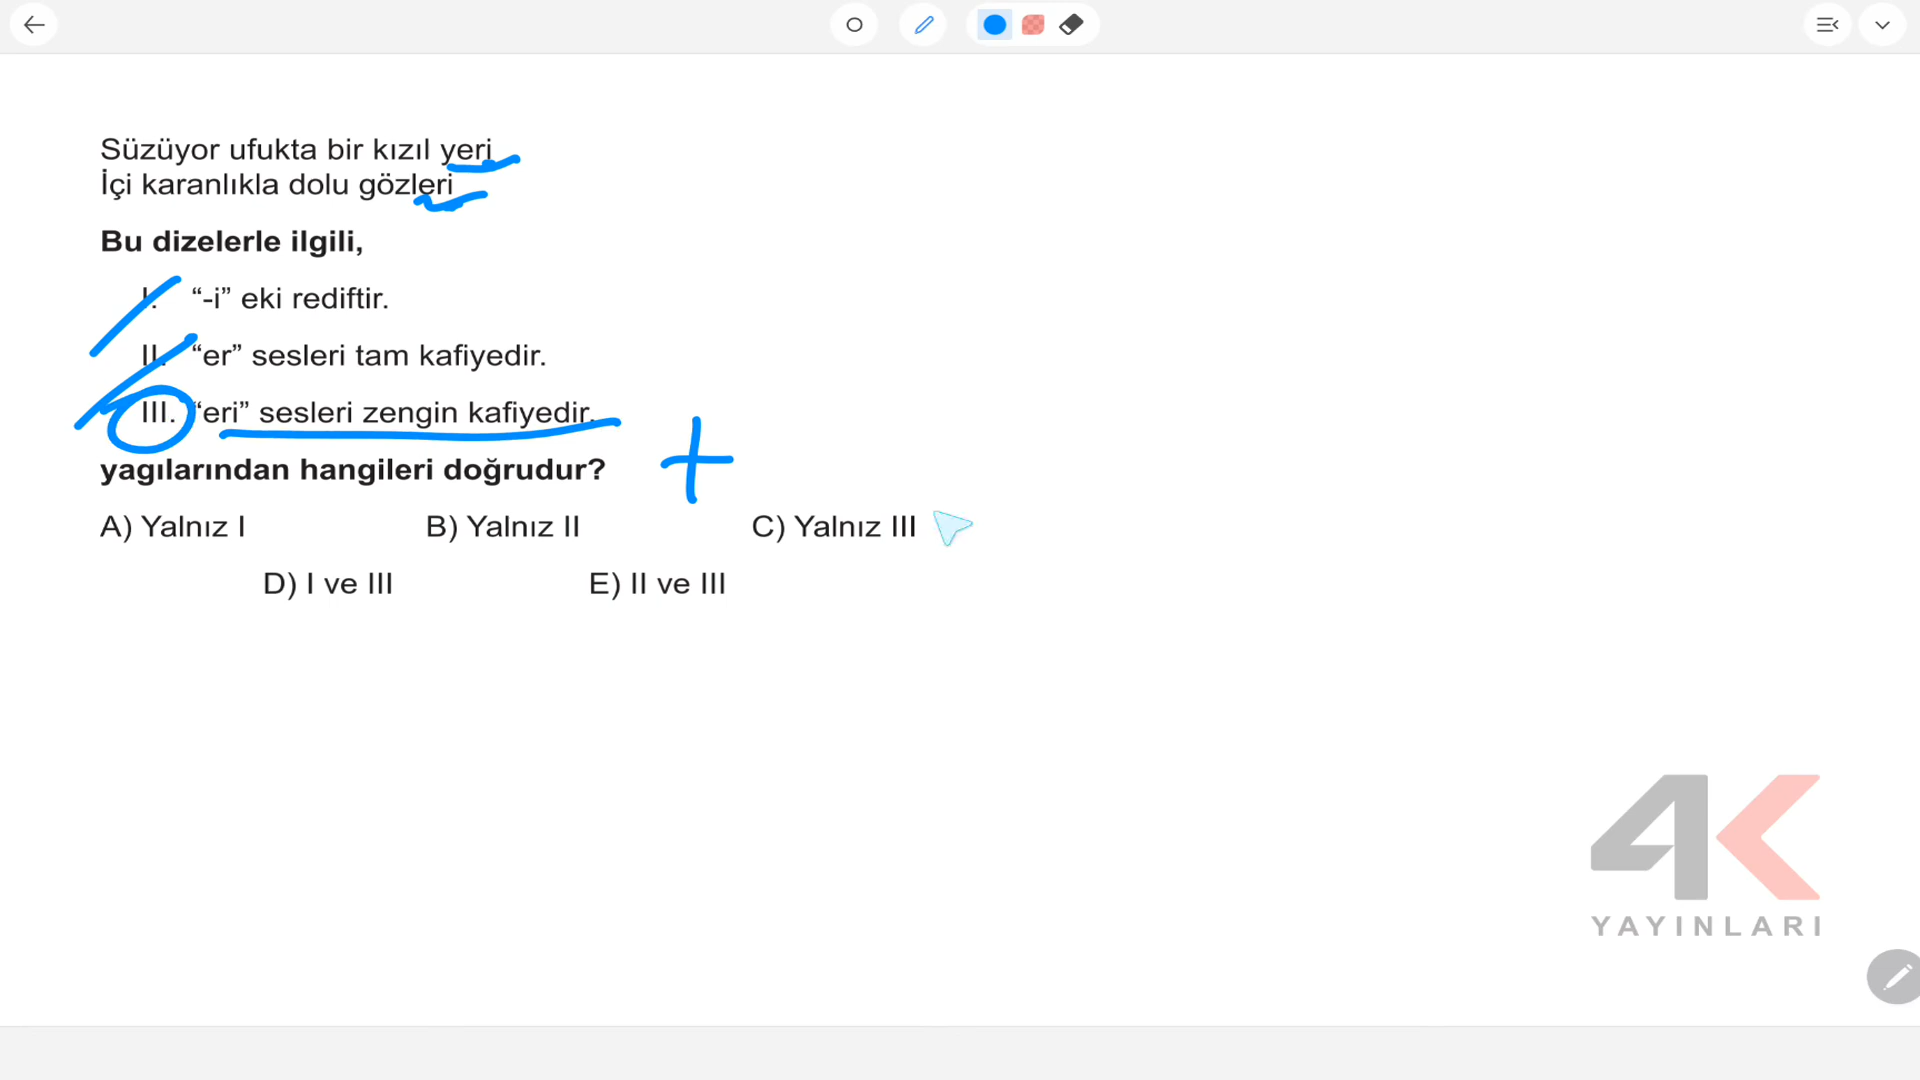 Süzüyor ufukta bir kızıl yeri
İçi karanlıkla dolu gözleri
Bu dizelerle ilgili,
I. “-i” eki rediftir.
II. “er” sesleri tam kafiyedir.
III. “eri” sesleri zengin kafiyedir.
yagılarından hangileri doğrudur?
A) Yalnız I B) Yalnız II C) Yalnız III
D) I ve III E) II ve III
4K
YAYINLARI